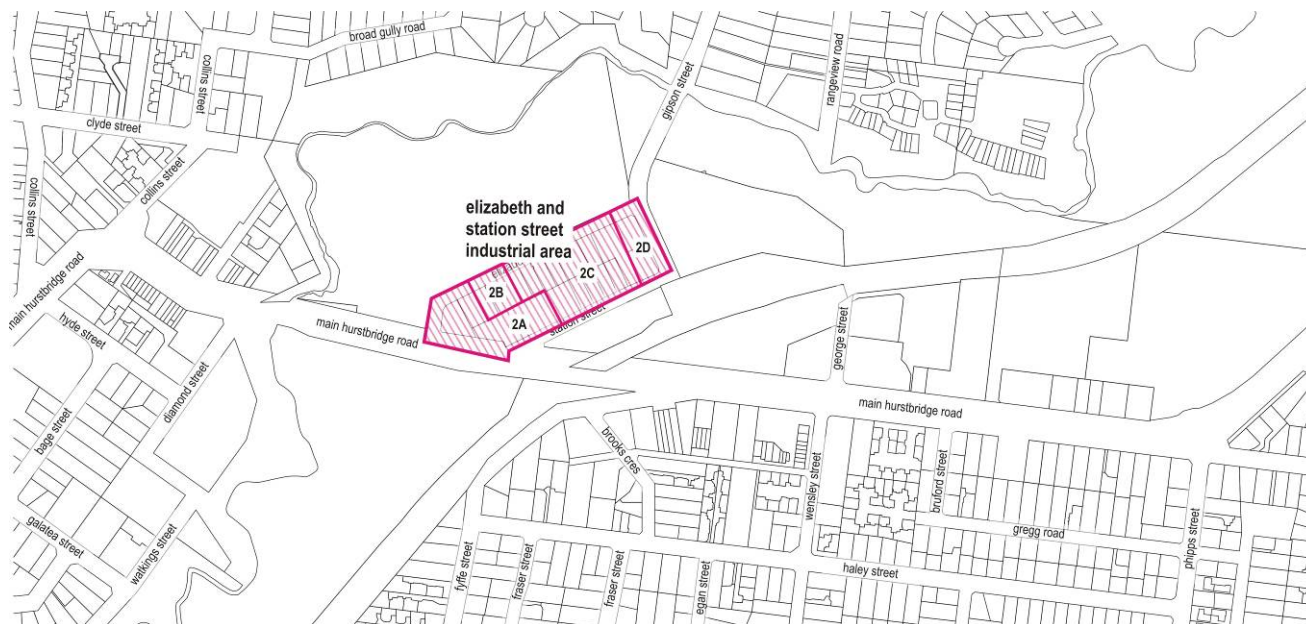 broad gully road
collins street
gipson street
rangeview road
clyde street
collins street
collins street
elizabeth and
station street
industrial area
2D
2C
2B
2A
station street
main hurstbridge road
main hurstbridge road
hyde street
diamond street
bage street
george street
main hurstbridge road
brooks cres
wensley street
bruford street
gregg road
phipps street
galatea street
watkings street
fyffe street
fraser street
fraser street
egan street
haley street